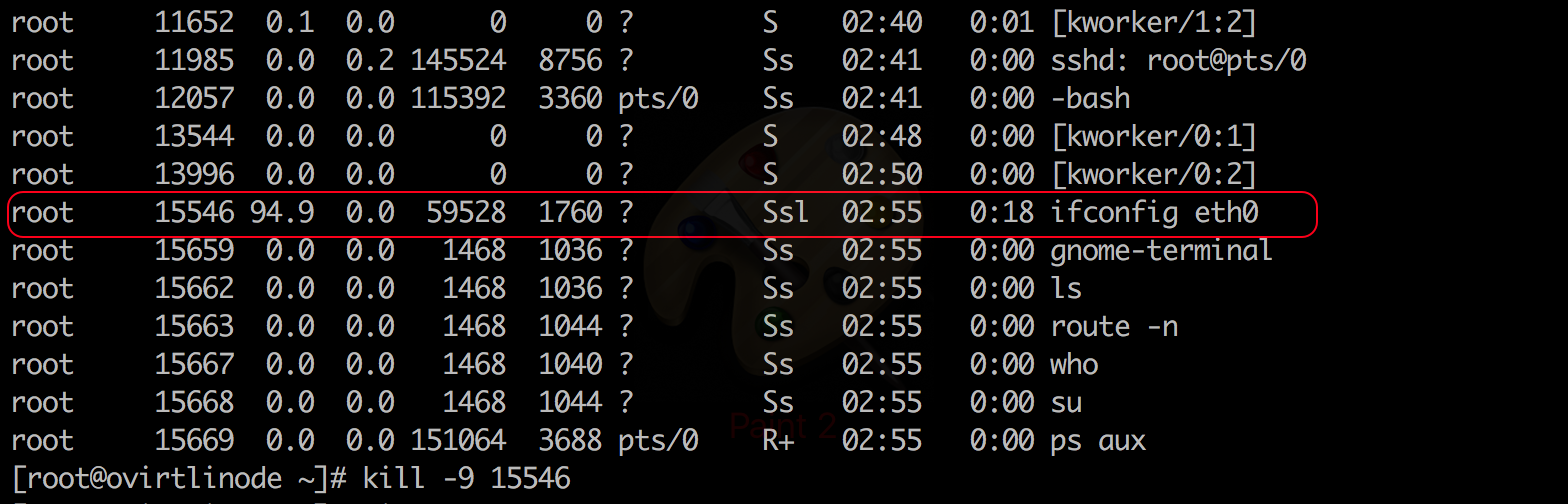 root 11652 0.1 0.0 0 0 ? S 02:40 0:01 [kworker/1:2]
root 11985 0.0 0.2 145524 8756 ? Ss 02:41 0:00 sshd: root@pts/0
root 12057 0.0 0.0 115392 3360 pts/0 Ss 02:41 0:00 -bash
root 13544 0.0 0.0 0 0 ? S 02:48 0:00 [kworker/0:1]
root 13996 0.0 0.0 0 0 ? S 02:50 0:00 [kworker/0:2]
root 15546 94.9 0.0 59528 1760 ? Ssl 02:55 0:18 ifconfig eth0
root 15659 0.0 0.0 1468 1036 ? Ss 02:55 0:00 gnome-terminal
root 15662 0.0 0.0 1468 1036 ? Ss 02:55 0:00 ls
root 15663 0.0 0.0 1468 1044 ? Ss 02:55 0:00 route -n
root 15667 0.0 0.0 1468 1040 ? Ss 02:55 0:00 who
root 15668 0.0 0.0 1468 1044 ? Ss 02:55 0:00 su
Paint 2
root 15669 0.0 0.0 151064 3688 pts/0 R+ 02:55 0:00 ps aux
[root@ovirtlinode ~]# kill -9 15546